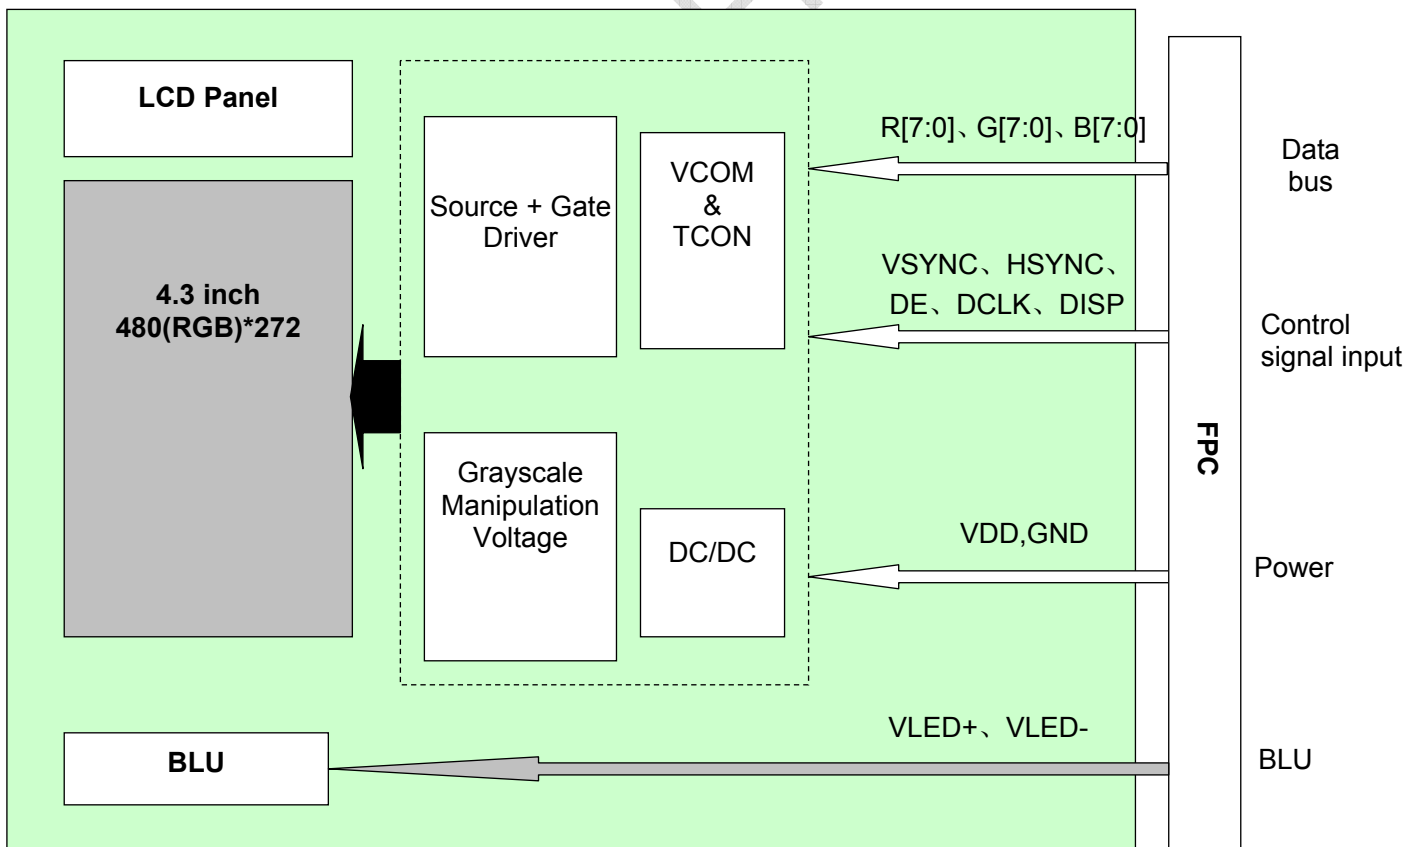 LCD Panel
4.3 inch
480(RGB)*272
Source + Gate
Driver
VCOM
&
TCON
Grayscale
Manipulation
Voltage
DC/DC
BLU
R[7:0]、G[7:0]、B[7:0]
VSYNC、HSYNC、
DE、DCLK、DISP
VDD,GND
VLED+、VLED-
FPC
Data
bus
Control
signal input
Power
BLU